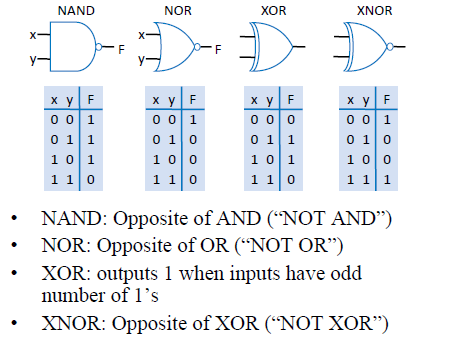 NAND NOR XOR XNOR
x
y
F
x
y
F
x y F x y F x y F x y F
0 0 1 0 0 1 0 0 0 0 0 1
0 1 1 0 1 0 0 1 1 0 1 0
1 0 1 1 0 0 1 0 1 1 0 0
1 1 0 1 1 0 1 1 0 1 1 1
• NAND: Opposite of AND (“NOT AND”)
• NOR: Opposite of OR (“NOT OR”)
• XOR: outputs 1 when inputs have odd
number of 1’s
• XNOR: Opposite of XOR (“NOT XOR”)